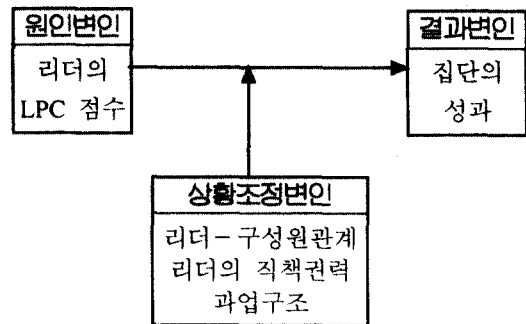 원인변인
리더의
LPC 점수
결과변인
집단의
성과
상황조정변인
리더－구성원관계
리더의 직책권력
과업구조